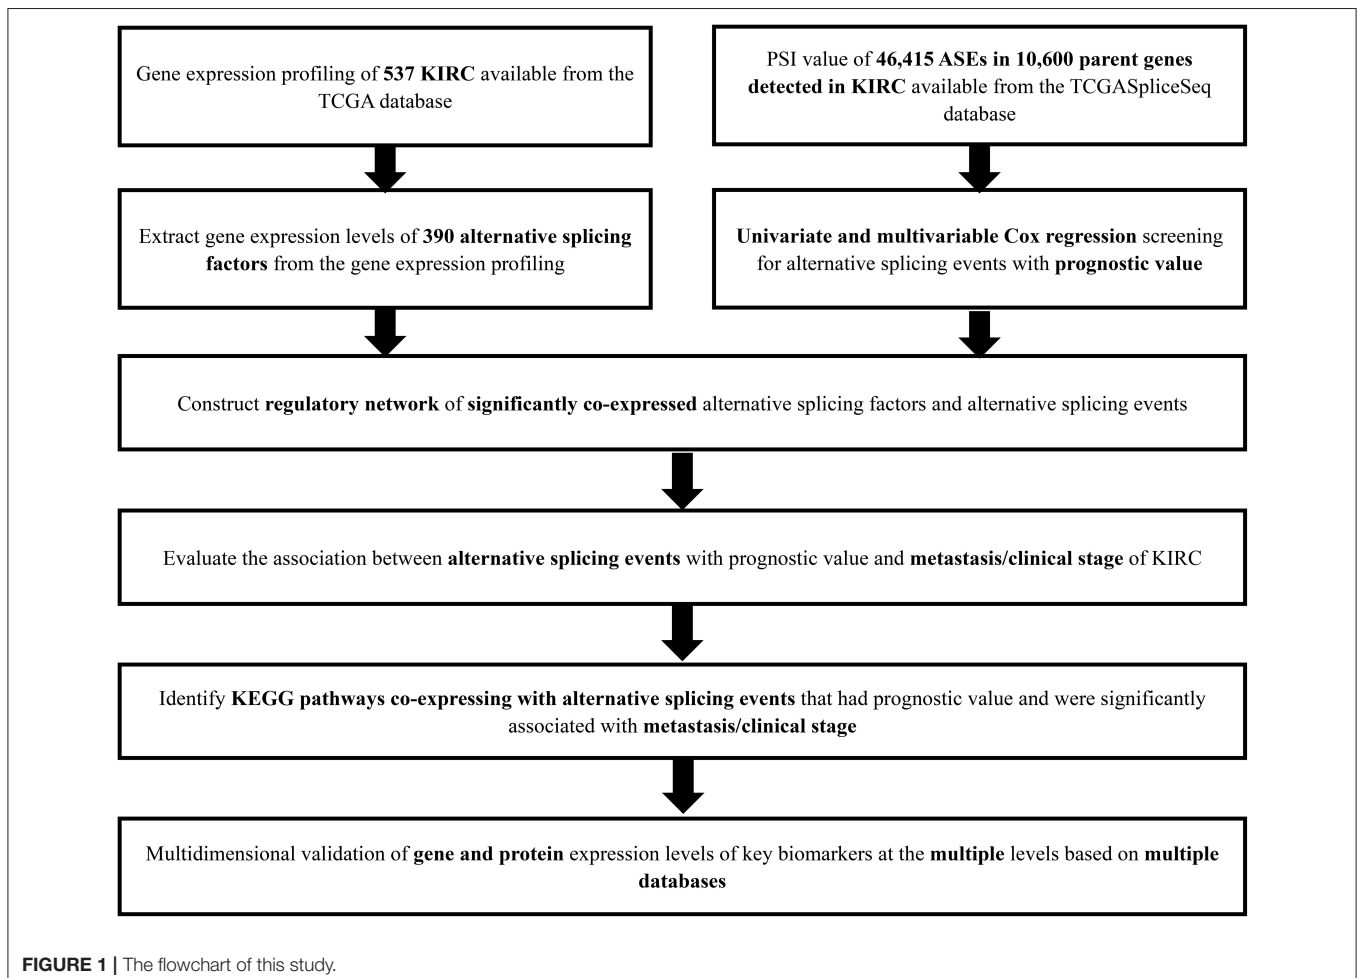 Gene expression profiling of 537 KIRC available from the
TCGA database
PSI value of 46,415 ASEs in 10,600 parent genes
detected in KIRC available from the TCGASpliceSeq
database
Extract gene expression levels of 390 alternative splicing
factors from the gene expression profiling
Univariate and multivariable Cox regression screening
for alternative splicing events with prognostic value
Construct regulatory network of significantly co-expressed alternative splicing factors and alternative splicing events
Evaluate the association between alternative splicing events with prognostic value and metastasis/clinical stage of KIRC
Identify KEGG pathways co-expressing with alternative splicing events that had prognostic value and were significantly
associated with metastasis/clinical stage
Multidimensional validation of gene and protein expression levels of key biomarkers at the multiple levels based on multiple
databases
FIGURE 1 | The flowchart of this study.